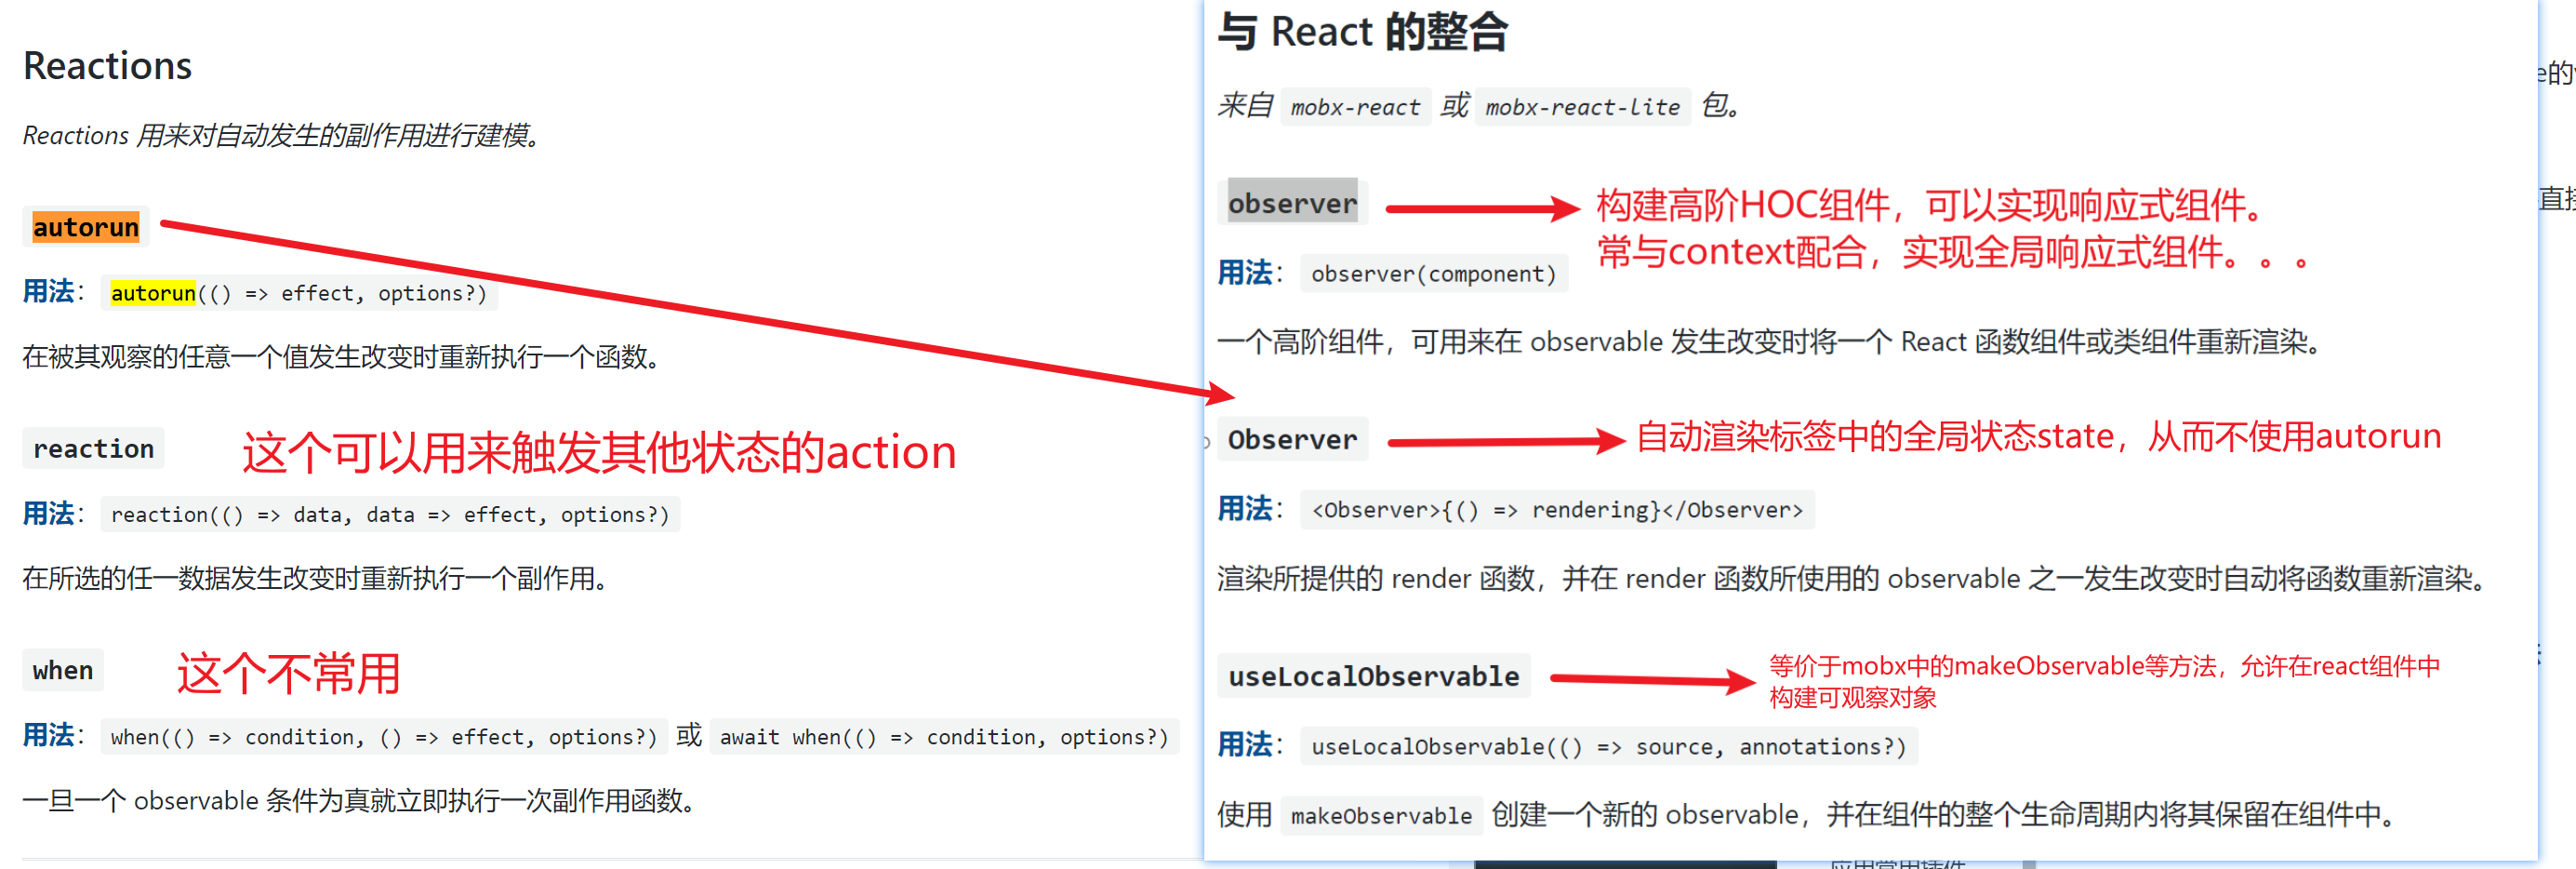 Reactions
Reactions 用来对自动发生的副作用进行建模。
autorun
用法： autorun(() => effect, options?)
在被其观察的任意一个值发生改变时重新执行一个函数。
reaction 这个可以用来触发其他状态的action
用法： reaction(() => data, data => effect, options?)
在所选的任一数据发生改变时重新执行一个副作用。
when 这个不常用
用法： when(() => condition, () => effect, options?) 或 await when(() => condition, options?)
一旦一个 observable 条件为真就立即执行一次副作用函数。
与 React 的整合
来自 mobx-react 或 mobx-react-lite 包。
observer
构建高阶HOC组件，可以实现响应式组件。
常与context配合，实现全局响应式组件。。。
用法： observer(component)
一个高阶组件，可用来在 observable 发生改变时将一个 React 函数组件或类组件重新渲染。
Observer 自动渲染标签中的全局状态state，从而不使用autorun
用法： <Observer>{() => rendering}</Observer>
渲染所提供的 render 函数，并在 render 函数所使用的 observable 之一发生改变时自动将函数重新渲染。
useLocalObservable
等价于mobx中的makeObservable等方法，允许在react组件中
构建可观察对象
用法： useLocalObservable(() => source, annotations?)
使用 makeObservable 创建一个新的 observable，并在组件的整个生命周期内将其保留在组件中。
e的
直接